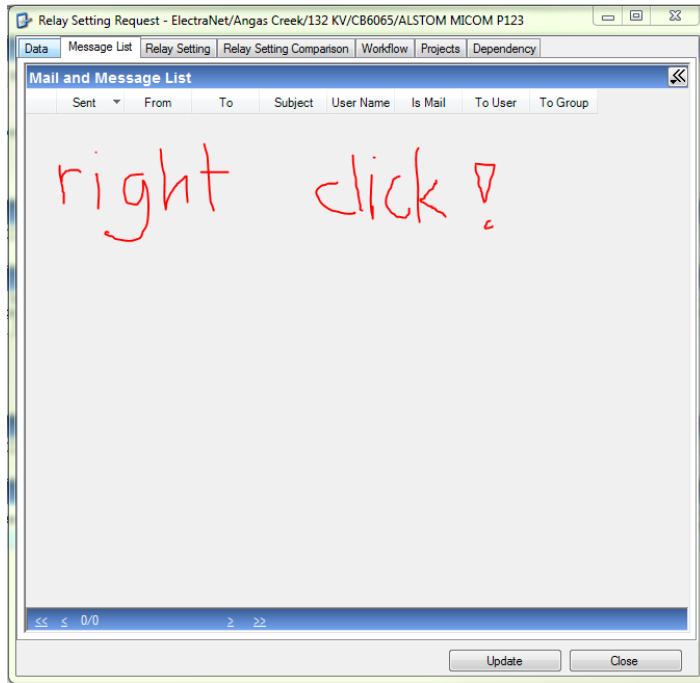 Relay Setting Request - ElectraNet/Angas Creek/132 KV/CB6065/ALSTOM MICOM P123
Data Message List Relay Setting Relay Setting Comparison Workflow Projects Dependency
Mail and Message List
Sent From To Subject User Name Is Mail To User To Group
right click!
<< < 0/0 > >>
Update Close